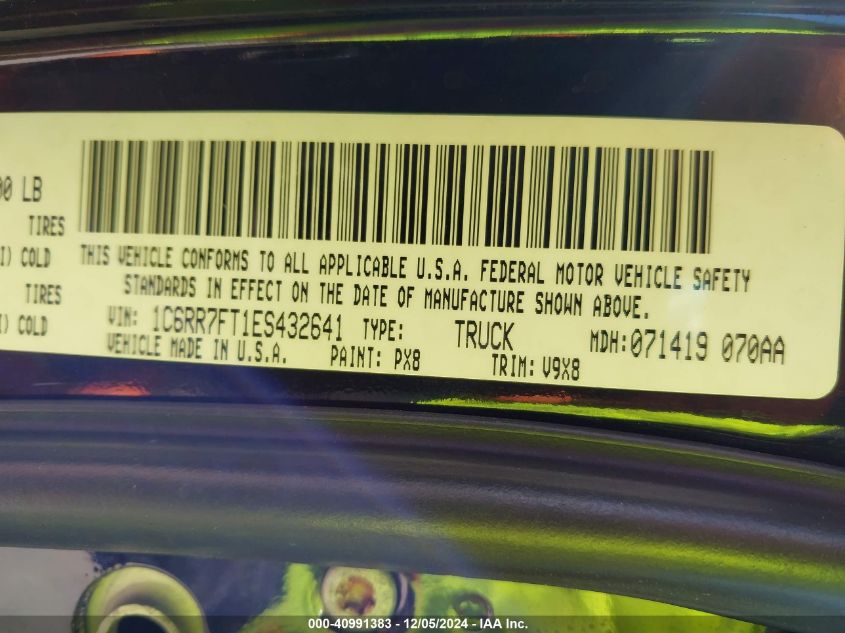 00 LB
TIRES
I) COLD
TIRES
I) COLD
THIS VEHICLE CONFORMS TO ALL APPLICABLE U.S.A. FEDERAL MOTOR VEHICLE SAFETY
STANDARDS IN EFFECT ON THE DATE OF MANUFACTURE SHOWN ABOVE.
VIN: 1C6RR7FT1ES432641 TYPE: TRUCK MDH:071419 070AA
VEHICLE MADE IN U.S.A. PAINT: PX8 TRIM: V9X8
000-40991383 - 12/05/2024 - IAA Inc.